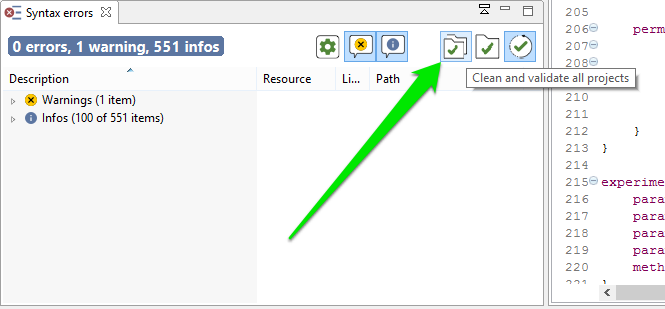 Syntax errors
0 errors, 1 warning, 551 infos
Clean and validate all projects
Description Resource Li... Path
Warnings (1 item)
Infos (100 of 551 items)
205
206 perm
207
208
210
211
212 }
213 }
214
215 experime
216 para
217 para
218 para
219 para
220 meth